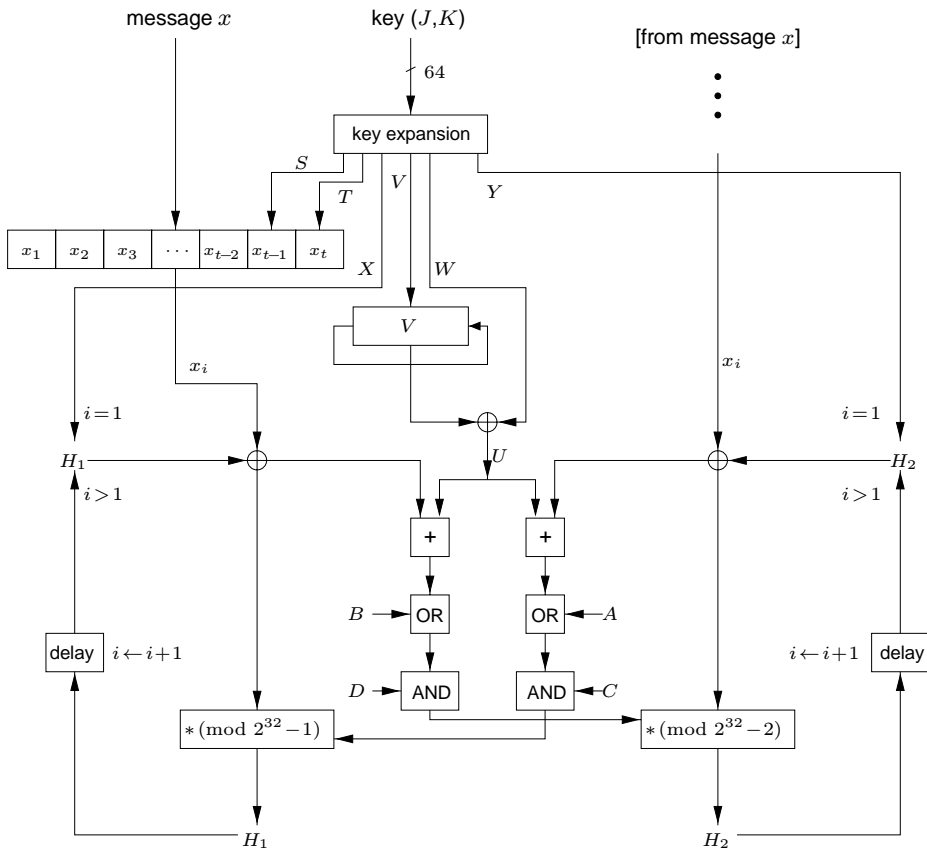 message x
key (J,K)
[from message x]
64
key expansion
S
T
V
Y
x1 x2 x3 ··· xt−2 xt−1 xt
X
W
V
xi
xi
i=1
i=1
H1
U
H2
i>1
i>1
+
+
B
OR
OR
A
delay
i←i+1
i←i+1
delay
D
AND
AND
C
∗(mod 2^32−1)
∗(mod 2^32−2)
H1
H2